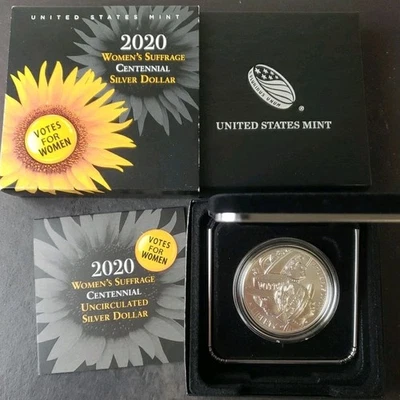 UNITED STATES MINT
2020
WOMEN'S SUFFRAGE
CENTENNIAL
SILVER DOLLAR
VOTES
FOR
WOMEN
UNITED STATES MINT
VOTES
FOR
WOMEN
2020
WOMEN'S SUFFRAGE
CENTENNIAL
UNCIRCULATED
SILVER DOLLAR